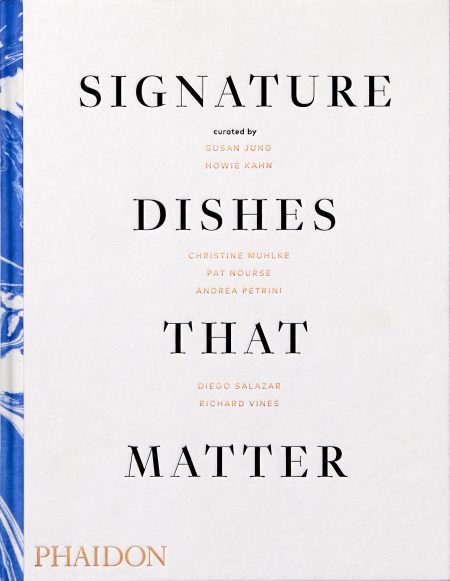 SIGNATURE
curated by
SUSAN JUNG
HOWIE KAHN
DISHES
CHRISTINE MUHLKE
PAT NOURSE
ANDREA PETRINI
THAT
DIEGO SALAZAR
RICHARD VINES
MATTER
PHAIDON